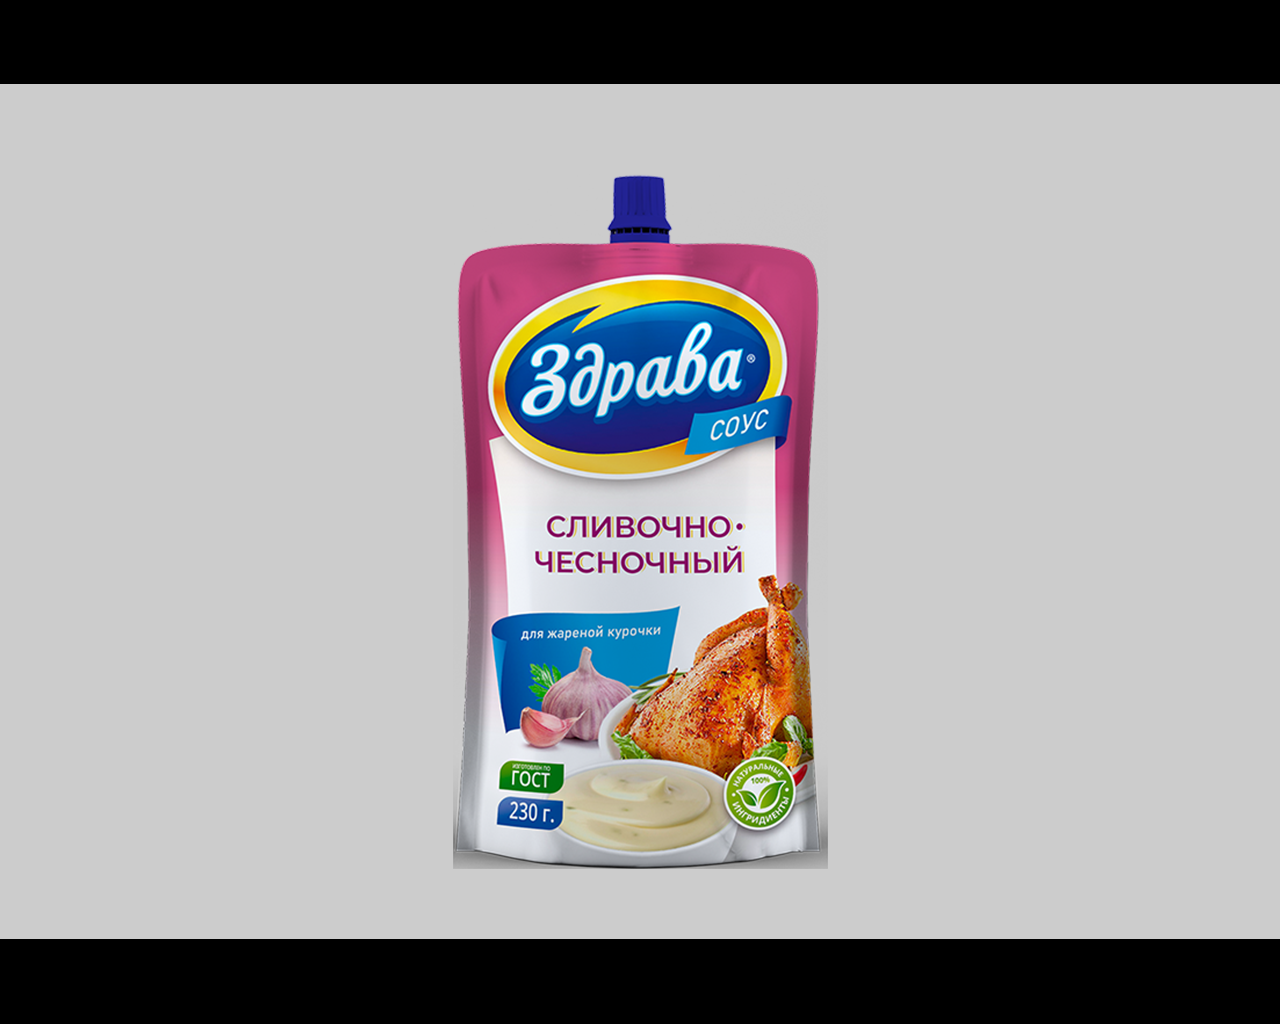 Здрава®
СОУС
СЛИВОЧНО•
ЧЕСНОЧНЫЙ
для жареной курочки
ИЗГОТОВЛЕН ПО
ГОСТ
230 г.
НАТУРАЛЬНЫЕ
100%
ИНГРИДИЕНТЫ